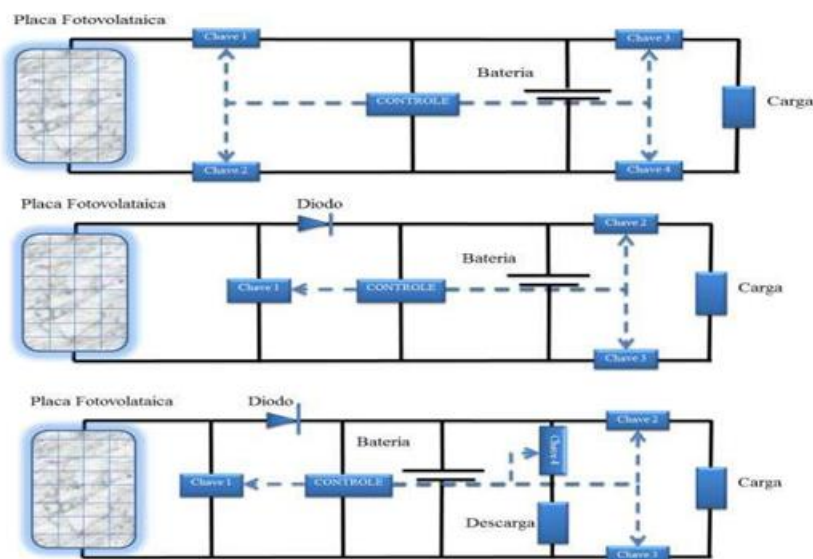 Placa Fotovolataica
Chave 1
Chave 3
Bateria
CONTROLE
Carga
Chave 2
Chave 4
Placa Fotovolataica
Diodo
Chave 2
Bateria
Chave 1
CONTROLE
Carga
Chave 3
Placa Fotovolataica
Diodo
Chave 2
Bateria
Chave 4
Chave 1
CONTROLE
Carga
Descarga
Chave 3